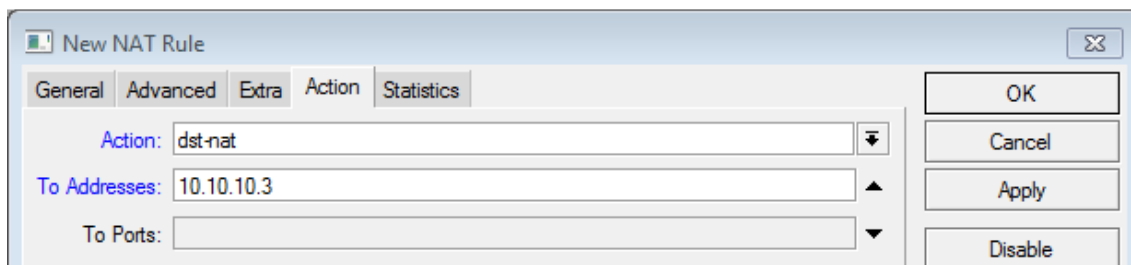 New NAT Rule
General Advanced Extra Action Statistics
OK
Action: dst-nat
Cancel
To Addresses: 10.10.10.3
Apply
To Ports:
Disable